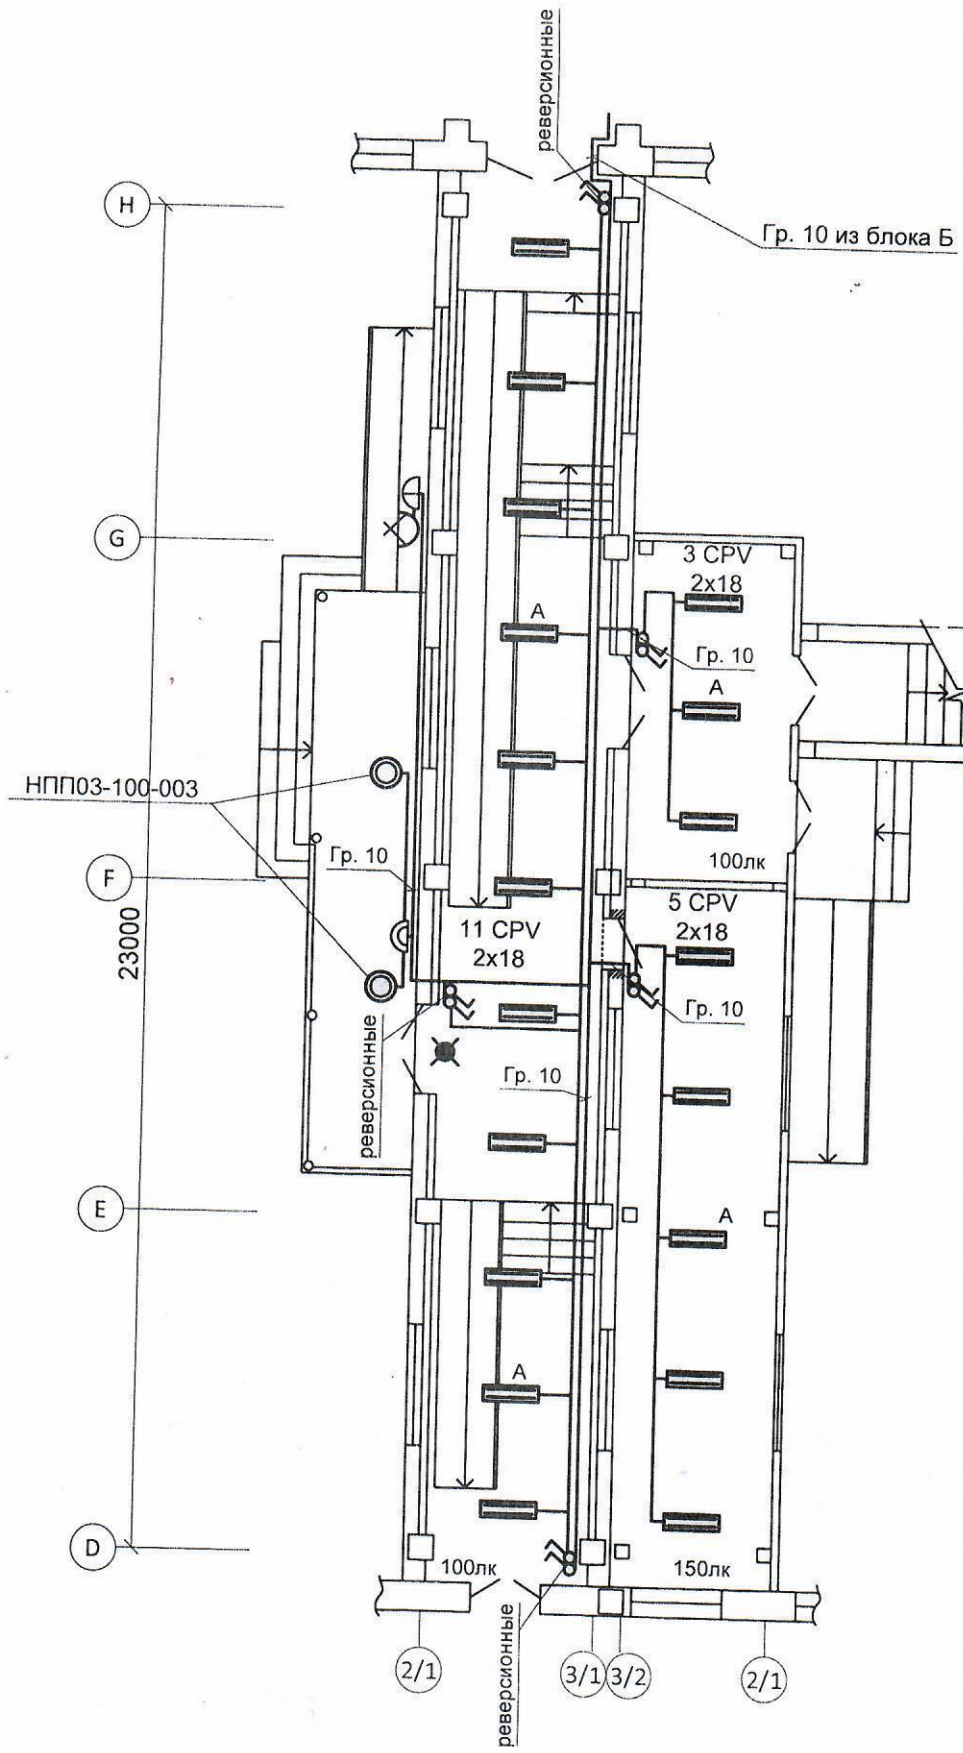 реверсионные
H
Гр. 10 из блока Б
G
3 CPV
2x18
A
Гр. 10
A
НПП03-100-003
Гр. 10
100лк
F
23000
11 CPV
2x18
5 CPV
2x18
Гр. 10
реверсионные
Гр. 10
E
A
A
D
100лк
150лк
реверсионные
2/1
3/1
3/2
2/1